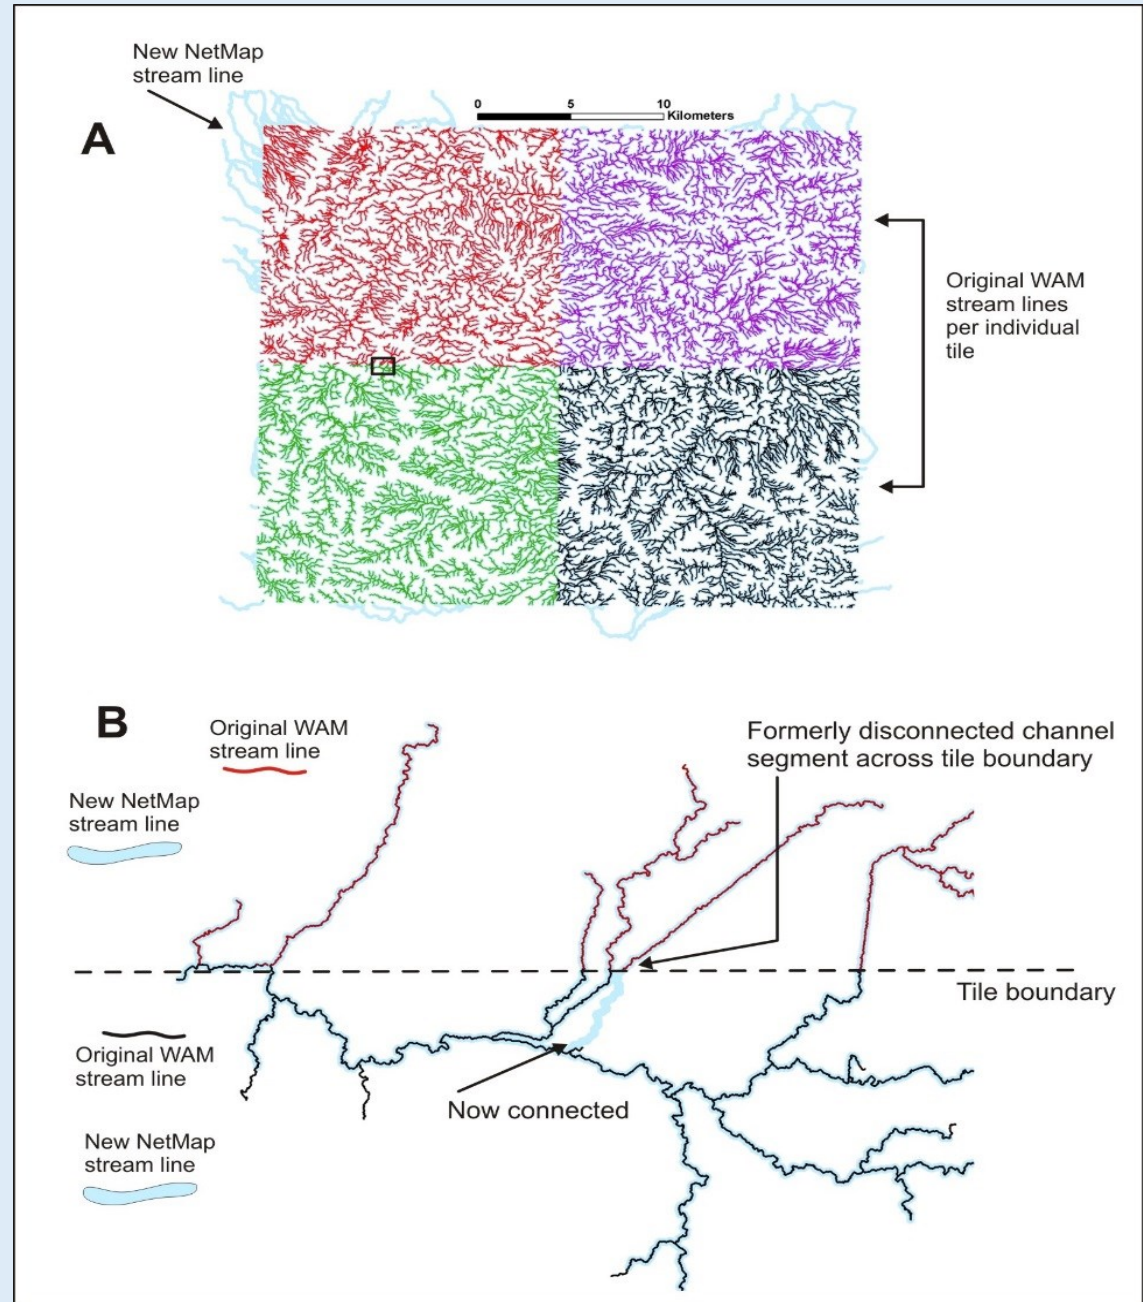 New NetMap
stream line
A
0 5 10
Kilometers
Original WAM
stream lines
per individual
tile
B
Original WAM
stream line
New NetMap
stream line
Formerly disconnected channel
segment across tile boundary
Tile boundary
Original WAM
stream line
Now connected
New NetMap
stream line